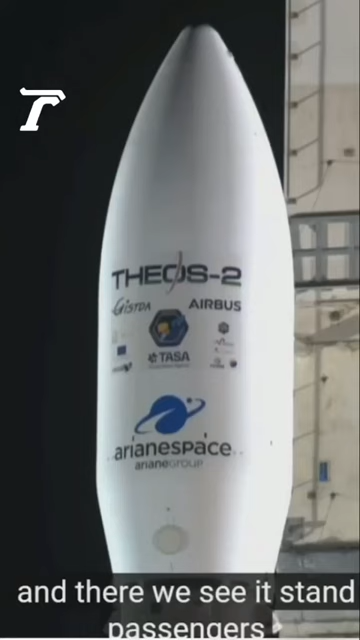 THEOS-2
GISTDA AIRBUS
TASA
arianespace
arianeGROUP
and there we see it stand
passengers